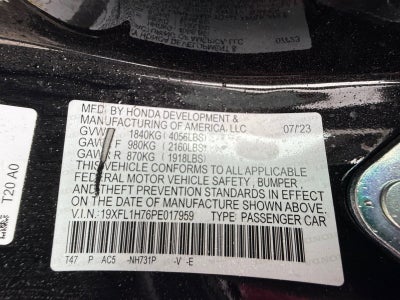 MFD. BY HONDA DEVELOPMENT &
MANUFACTURING OF AMERICA, LLC 07/23
GVWR 1840KG ( 4056LBS)
GAWR F 980KG ( 2160LBS)
GAWR R 870KG ( 1918LBS)
THIS VEHICLE CONFORMS TO ALL APPLICABLE
FEDERAL MOTOR VEHICLE SAFETY , BUMPER ,
AND THEFT PREVENTION STANDARDS IN EFFECT
ON THE DATE OF MANUFACTURE SHOWN ABOVE.
V.I.N.: 19XFL1H76PE017959 TYPE: PASSENGER CAR
T47 P AC5 -NH731P -V -E
T20 A0